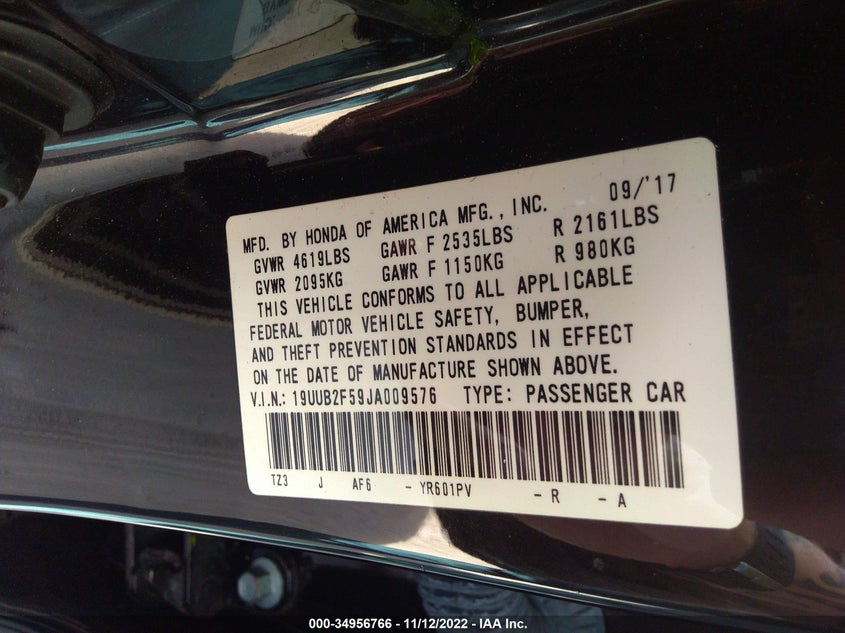 09/'17
MFD. BY HONDA OF AMERICA MFG., INC.
GVWR 4619LBS GAWR F 2535LBS R 2161LBS
GVWR 2095KG GAWR F 1150KG R 980KG
THIS VEHICLE CONFORMS TO ALL APPLICABLE
FEDERAL MOTOR VEHICLE SAFETY, BUMPER,
AND THEFT PREVENTION STANDARDS IN EFFECT
ON THE DATE OF MANUFACTURE SHOWN ABOVE.
V.I.N.: 19UUB2F59JA009576 TYPE: PASSENGER CAR
TZ3 J AF6 - YR601PV - R - A
000-34956766 - 11/12/2022 - IAA Inc.